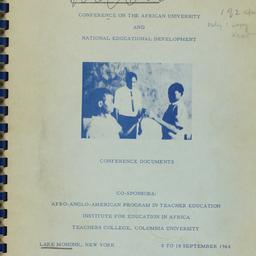 CONFERENCE ON THE AFRICAN UNIVERSITY
AND
NATIONAL EDUCATIONAL DEVELOPMENT
CONFERENCE DOCUMENTS
CO-SPONSORS:
AFRO-ANGLO-AMERICAN PROGRAM IN TEACHER EDUCATION
INSTITUTE FOR EDUCATION IN AFRICA
TEACHERS COLLEGE, COLUMBIA UNIVERSITY
LAKE MOHONK, NEW YORK 8 TO 18 SEPTEMBER 1964